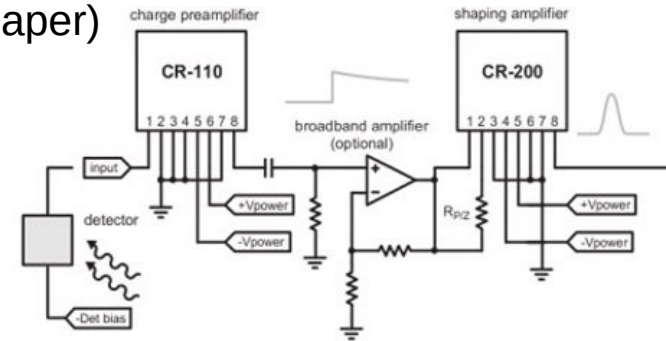 aper)
charge preamplifier
shaping amplifier
CR-110
CR-200
1 2 3 4 5 6 7 8
1 2 3 4 5 6 7 8
broadband amplifier
(optional)
input
+
−
detector
+Vpower
-Vpower
RP/Z
+Vpower
-Vpower
-Det bias